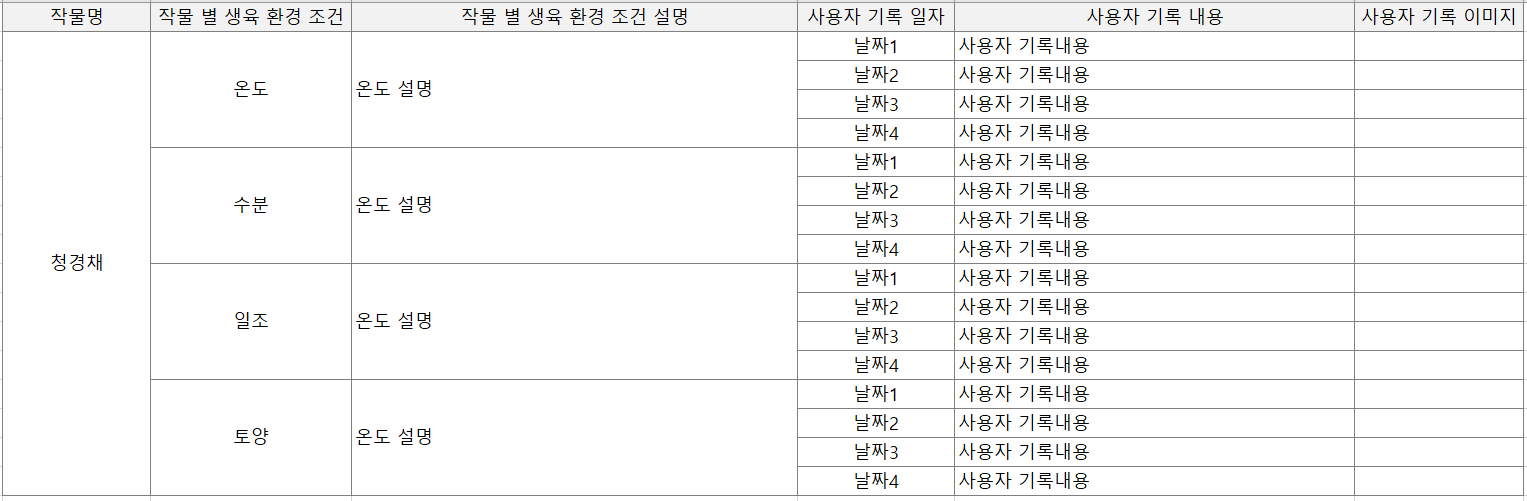 작물명 작물 별 생육 환경 조건 작물 별 생육 환경 조건 설명 사용자 기록 일자 사용자 기록 내용 사용자 기록 이미지
청경채 온도 온도 설명 날짜1 사용자 기록내용
날짜2 사용자 기록내용
날짜3 사용자 기록내용
날짜4 사용자 기록내용
수분 온도 설명 날짜1 사용자 기록내용
날짜2 사용자 기록내용
날짜3 사용자 기록내용
날짜4 사용자 기록내용
일조 온도 설명 날짜1 사용자 기록내용
날짜2 사용자 기록내용
날짜3 사용자 기록내용
날짜4 사용자 기록내용
토양 온도 설명 날짜1 사용자 기록내용
날짜2 사용자 기록내용
날짜3 사용자 기록내용
날짜4 사용자 기록내용